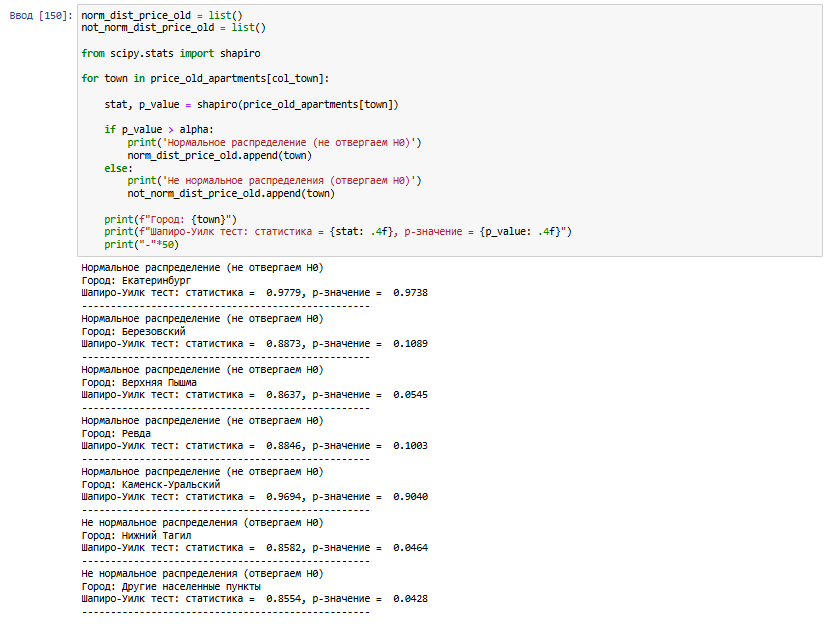 Ввод [150]: norm_dist_price_old = list()
not_norm_dist_price_old = list()
from scipy.stats import shapiro
for town in price_old_apartments[col_town]:
stat, p_value = shapiro(price_old_apartments[town])
if p_value > alpha:
print('Нормальное распределение (не отвергаем H0)')
norm_dist_price_old.append(town)
else:
print('Не нормальное распределения (отвергаем H0)')
not_norm_dist_price_old.append(town)
print(f"Город: {town}")
print(f"Шапиро-Уилк тест: статистика = {stat: .4f}, p-значение = {p_value: .4f}")
print("-"*50)
Нормальное распределение (не отвергаем H0)
Город: Екатеринбург
Шапиро-Уилк тест: статистика =  0.9779, p-значение =  0.9738
--------------------------------------------------
Нормальное распределение (не отвергаем H0)
Город: Березовский
Шапиро-Уилк тест: статистика =  0.8873, p-значение =  0.1089
--------------------------------------------------
Нормальное распределение (не отвергаем H0)
Город: Верхняя Пышма
Шапиро-Уилк тест: статистика =  0.8637, p-значение =  0.0545
--------------------------------------------------
Нормальное распределение (не отвергаем H0)
Город: Ревда
Шапиро-Уилк тест: статистика =  0.8846, p-значение =  0.1003
--------------------------------------------------
Нормальное распределение (не отвергаем H0)
Город: Каменск-Уральский
Шапиро-Уилк тест: статистика =  0.9694, p-значение =  0.9040
--------------------------------------------------
Не нормальное распределения (отвергаем H0)
Город: Нижний Тагил
Шапиро-Уилк тест: статистика =  0.8582, p-значение =  0.0464
--------------------------------------------------
Не нормальное распределения (отвергаем H0)
Город: Другие населенные пункты
Шапиро-Уилк тест: статистика =  0.8554, p-значение =  0.0428
--------------------------------------------------